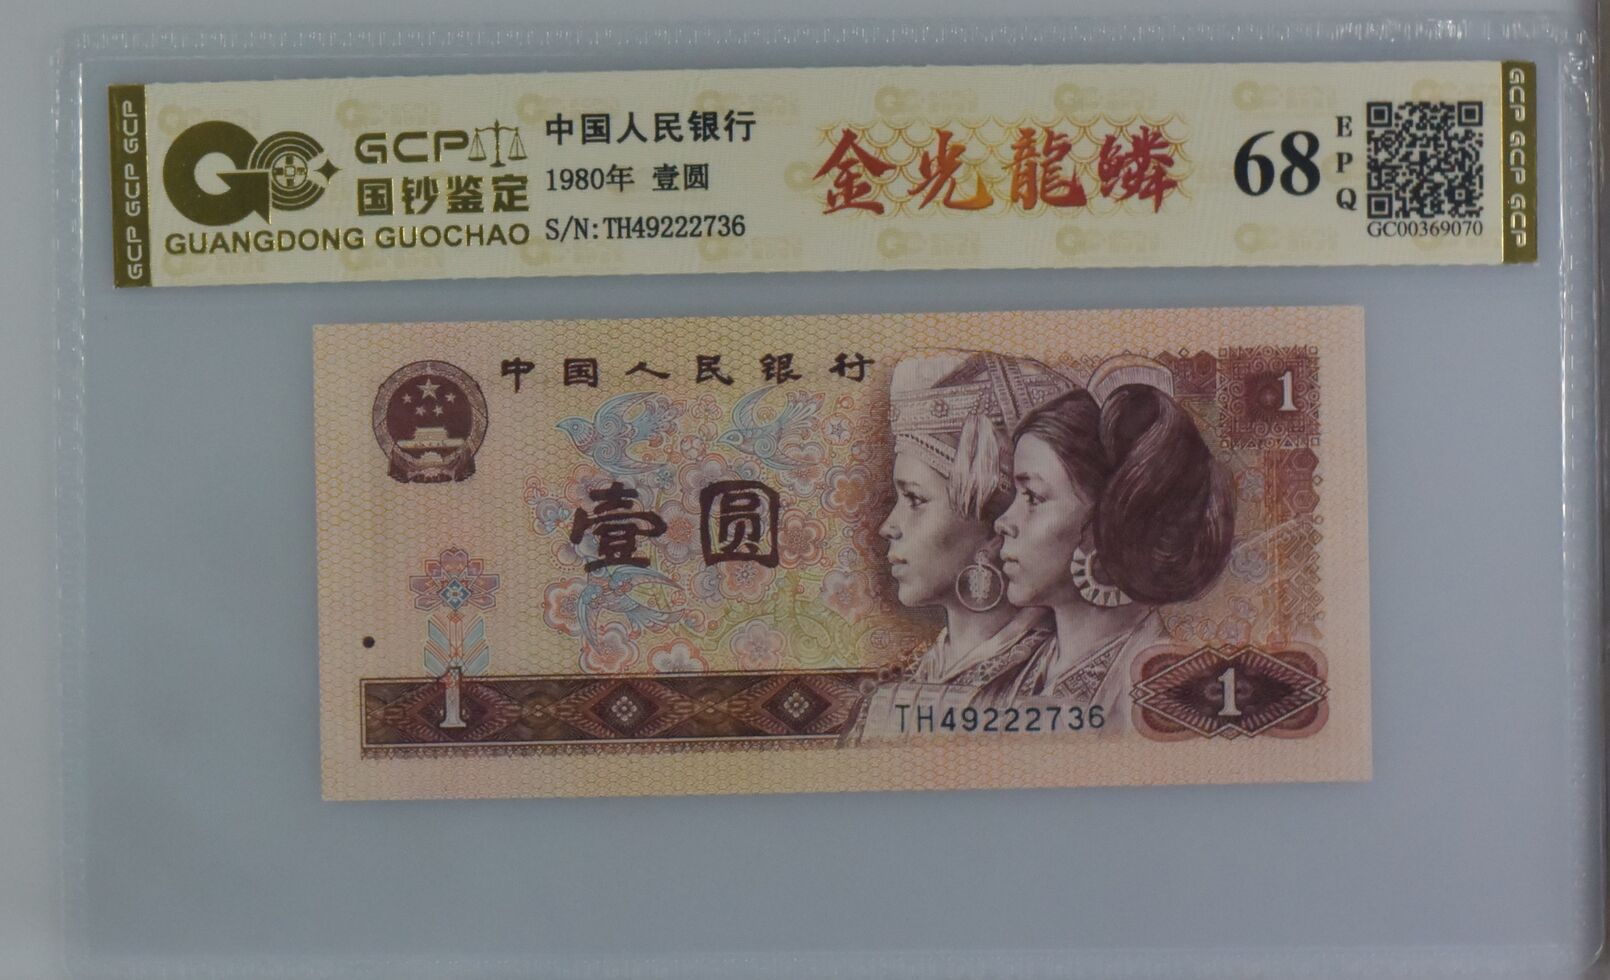 GCP GCP GCP
GCP
国钞鉴定
GUANGDONG GUOCHAO
中国人民银行
1980年 壹圆
S/N:TH49222736
金光龍鳞
68
EPQ
GC00369070
GCP GCP GCP
中国人民银行
1
壹圆
1
TH49222736
1